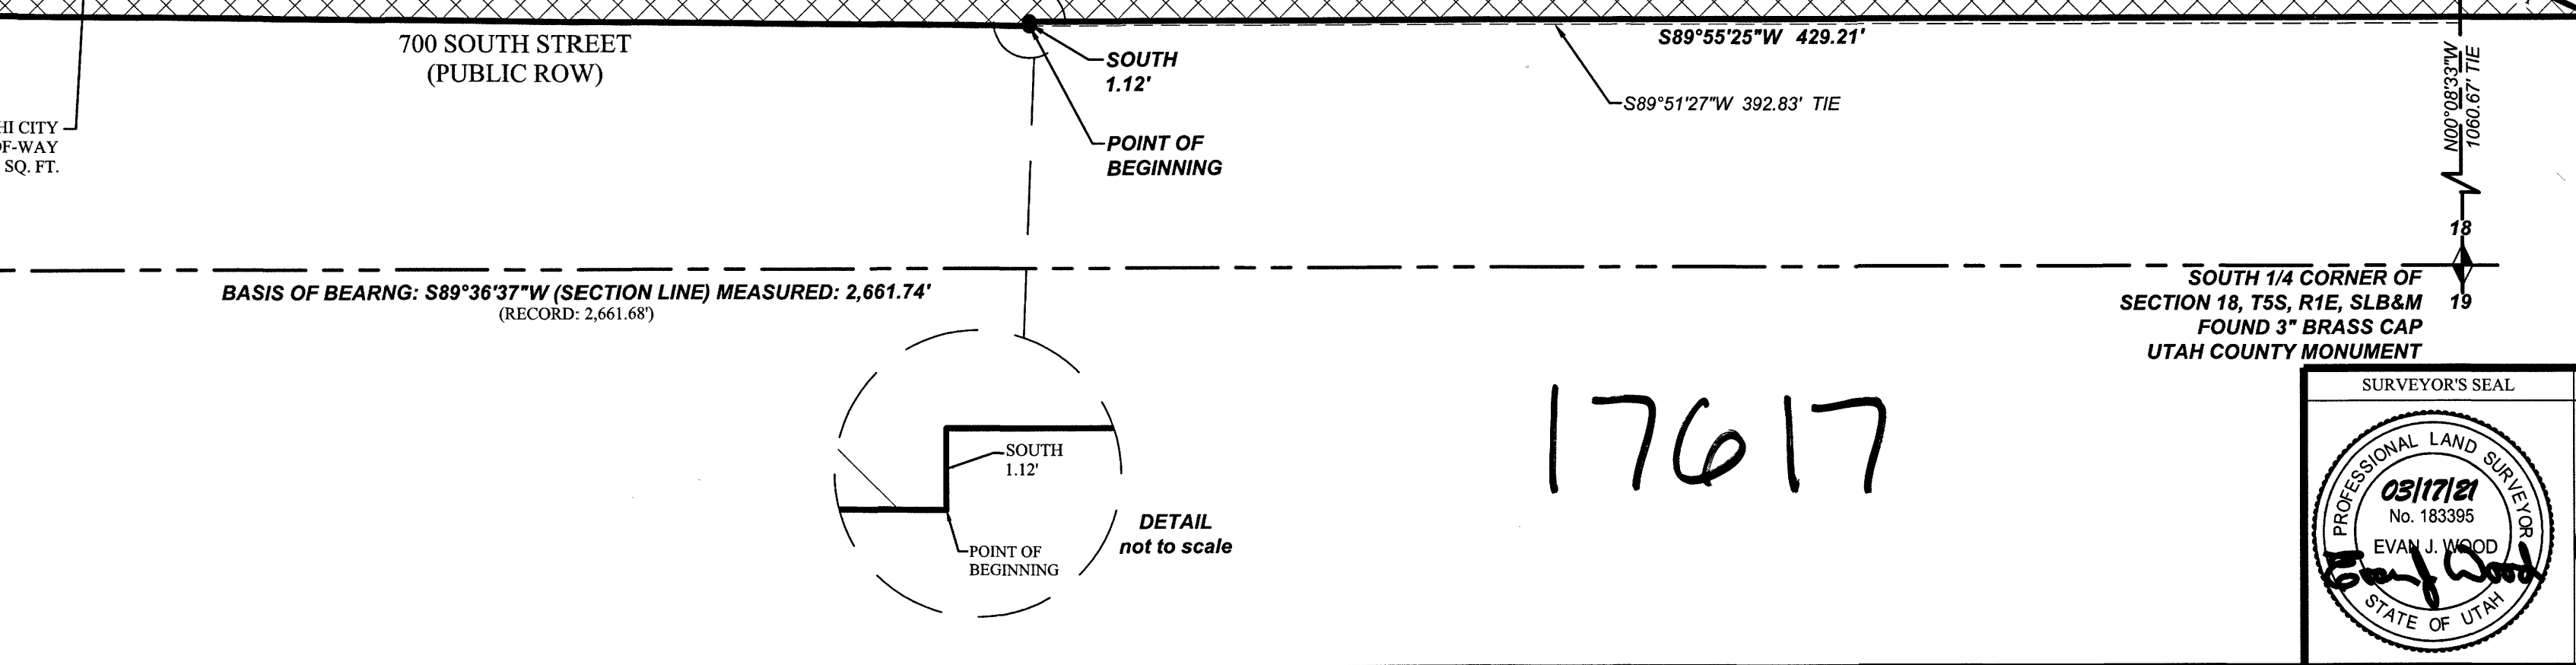 700 SOUTH STREET
(PUBLIC ROW)
HI CITY
OF-WAY
SQ. FT.
SOUTH
1.12'
POINT OF
BEGINNING
S89°55'25"W 429.21'
S89°51'27"W 392.83' TIE
N00°08'33"W
1060.67' TIE
18
19
BASIS OF BEARNG: S89°36'37"W (SECTION LINE) MEASURED: 2,661.74'
(RECORD: 2,661.68')
SOUTH 1/4 CORNER OF
SECTION 18, T5S, R1E, SLB&M
FOUND 3" BRASS CAP
UTAH COUNTY MONUMENT
SOUTH
1.12'
POINT OF
BEGINNING
DETAIL
not to scale
17617
SURVEYOR'S SEAL
PROFESSIONAL LAND SURVEYOR
03/17/21
No. 183395
EVAN J. WOOD
Evan J Wood
STATE OF UTAH